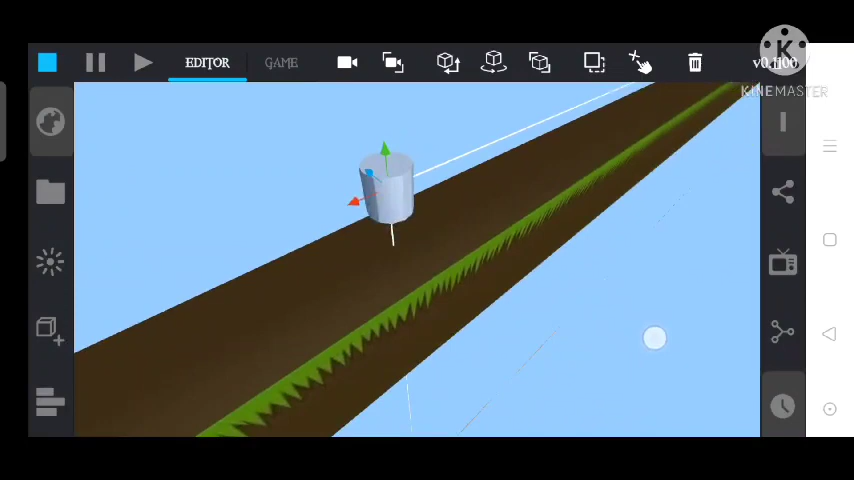 EDITOR
GAME
v0.1100
K
KINEMASTER